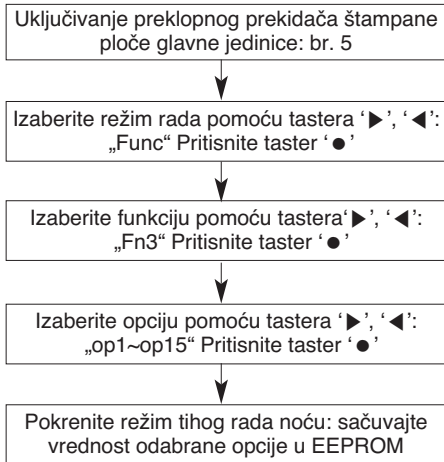 Uključivanje preklopnog prekidača štampane
ploče glavne jedinice: br. 5
Izaberite režim rada pomoću tastera ‘▶’, ‘◀’:
„Func“ Pritisnite taster ‘●’
Izaberite funkciju pomoću tastera‘▶’, ‘◀’:
„Fn3“ Pritisnite taster ‘●’
Izaberite opciju pomoću tastera ‘▶’, ‘◀’:
„op1~op15“ Pritisnite taster ‘●’
Pokrenite režim tihog rada noću: sačuvajte
vrednost odabrane opcije u EEPROM